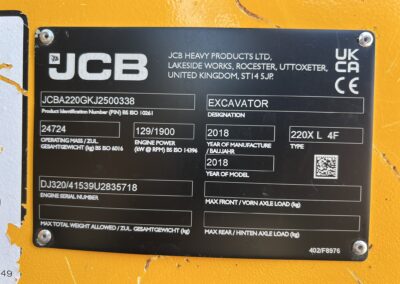 JCB
JCB HEAVY PRODUCTS LTD,
LAKESIDE WORKS, ROCESTER, UTTOXETER,
UNITED KINGDOM, ST14 5JP.
UK
CA
CE
JCBA220GKJ2500338
Product Identification Number (PIN) BS ISO 10261
EXCAVATOR
DESIGNATION
24724
OPERATING MASS / ZUL.
GESAMTGEWICHT (kg) BS ISO 6016
129/1900
ENGINE POWER
(kW @ RPM) BS ISO 14396
2018
YEAR OF MANUFACTURE
/ BAUJAHR
220X L 4F
TYPE
2018
YEAR OF MODEL
DJ320/41539U2835718
ENGINE SERIAL NUMBER
MAX FRONT / VORN AXLE LOAD (kg)
MAX TOTAL WEIGHT ALLOWED / ZUL. GESAMTGEWICHT (kg)
MAX REAR / HINTEN AXLE LOAD (kg)
402/F8976
49